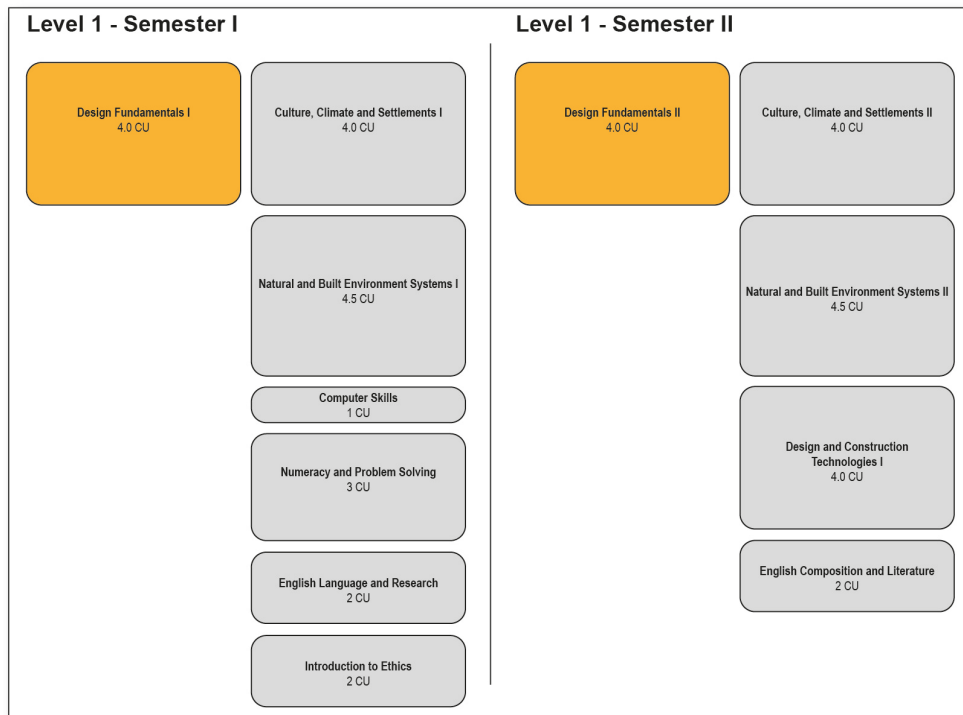 Level 1 - Semester I
Design Fundamentals I
4.0 CU
Culture, Climate and Settlements I
4.0 CU
Natural and Built Environment Systems I
4.5 CU
Computer Skills
1 CU
Numeracy and Problem Solving
3 CU
English Language and Research
2 CU
Introduction to Ethics
2 CU
Level 1 - Semester II
Design Fundamentals II
4.0 CU
Culture, Climate and Settlements II
4.0 CU
Natural and Built Environment Systems II
4.5 CU
Design and Construction
Technologies I
4.0 CU
English Composition and Literature
2 CU